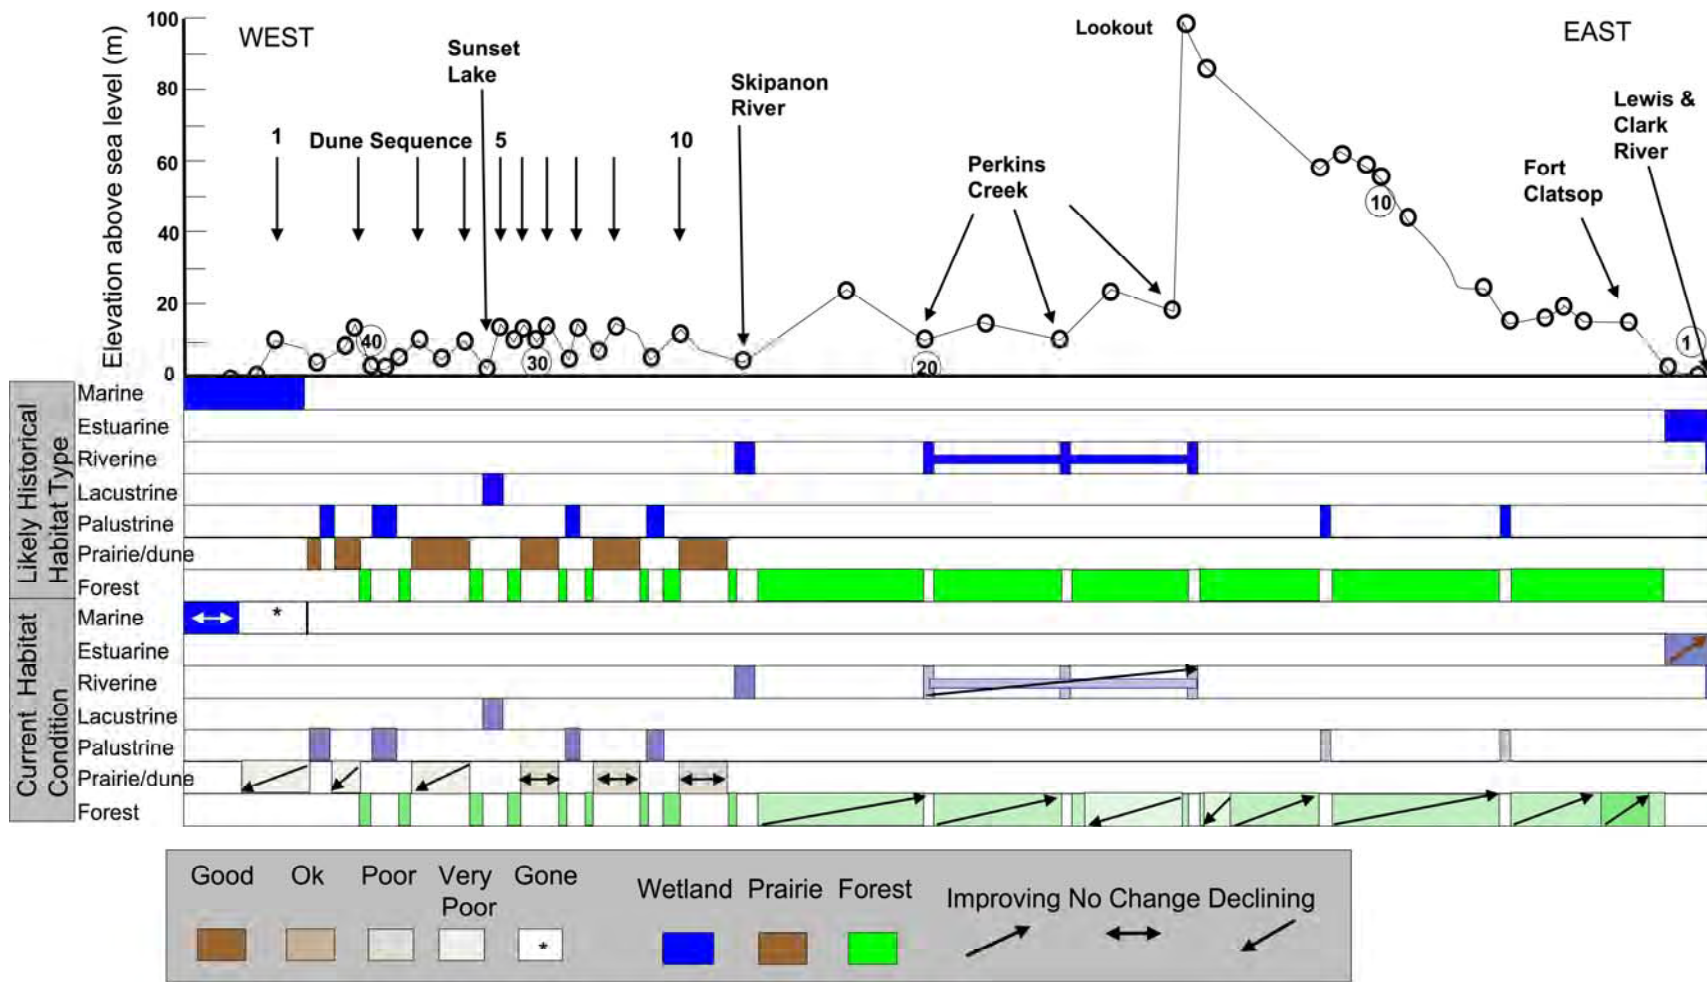 WEST
EAST
Elevation above sea level (m)
100
80
60
40
20
0
1
Dune Sequence
5
10
Sunset
Lake
Skipanon
River
Perkins
Creek
Lookout
Fort
Clatsop
Lewis &
Clark
River
40
30
20
10
1
Likely Historical
Habitat Type
Marine
Estuarine
Riverine
Lacustrine
Palustrine
Prairie/dune
Forest
Current Habitat
Condition
Marine
*
Estuarine
Riverine
Lacustrine
Palustrine
Prairie/dune
Forest
Good
Ok
Poor
Very
Poor
Gone
*
Wetland
Prairie
Forest
Improving
No Change
Declining